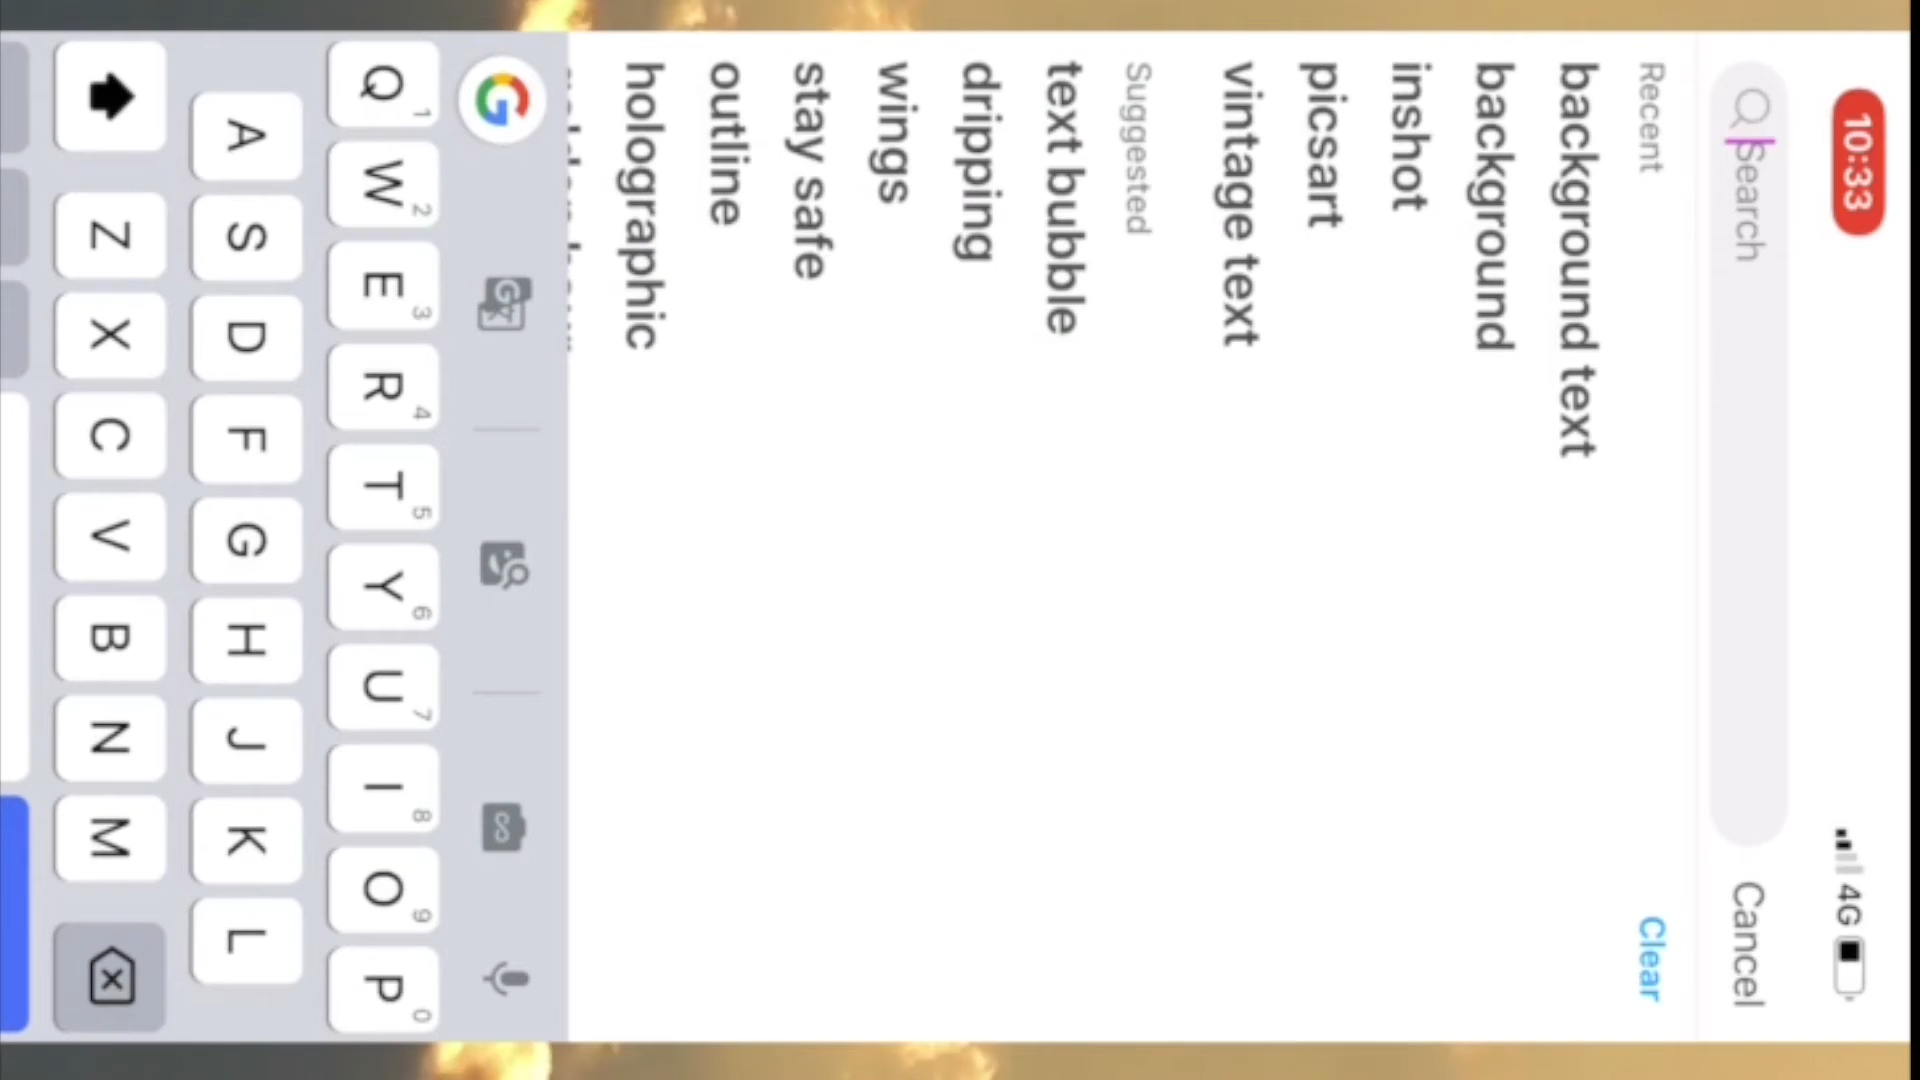 10:33
4G
Search
Cancel
Recent
Clear
background text
background
inshot
picsart
vintage text
Suggested
text bubble
dripping
wings
stay safe
outline
holographic
G
G
Q 1 W 2 E 3 R 4 T 5 Y 6 U 7 I 8 O 9 P 0
A S D F G H J K L
Z X C V B N M